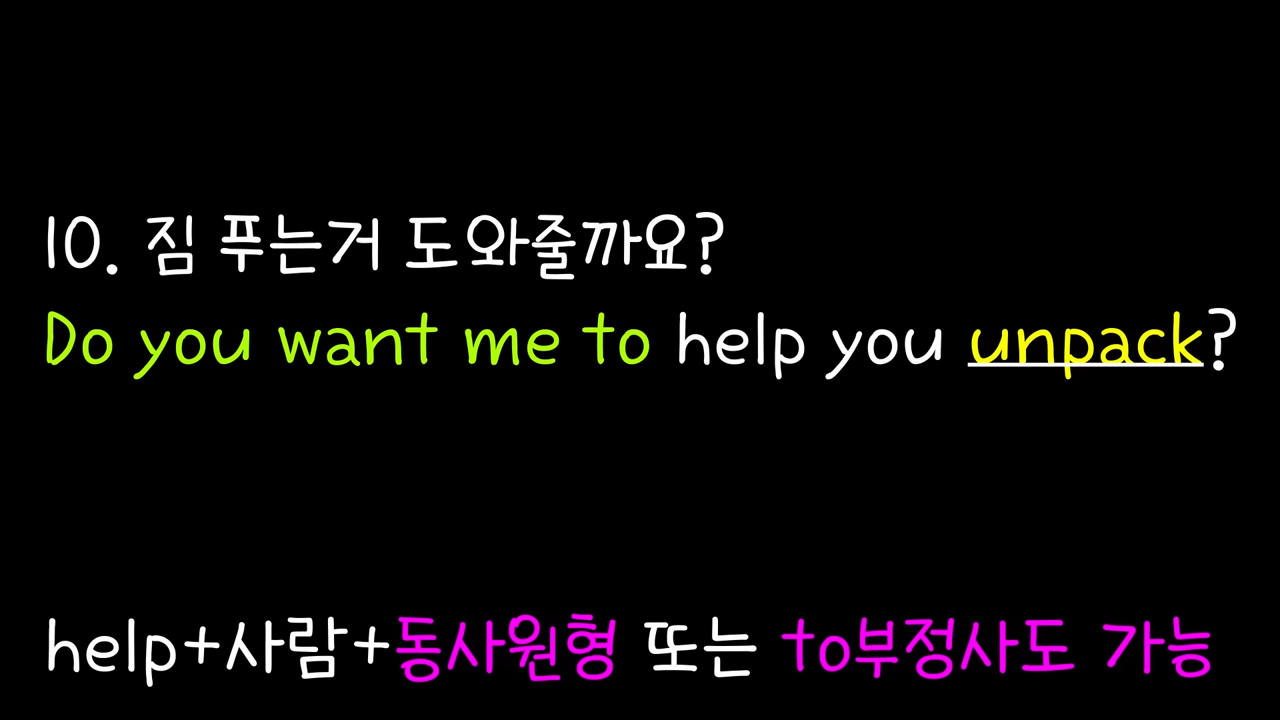 10. 짐 푸는거 도와줄까요?
Do you want me to help you unpack?
help+사람+동사원형 또는 to부정사도 가능